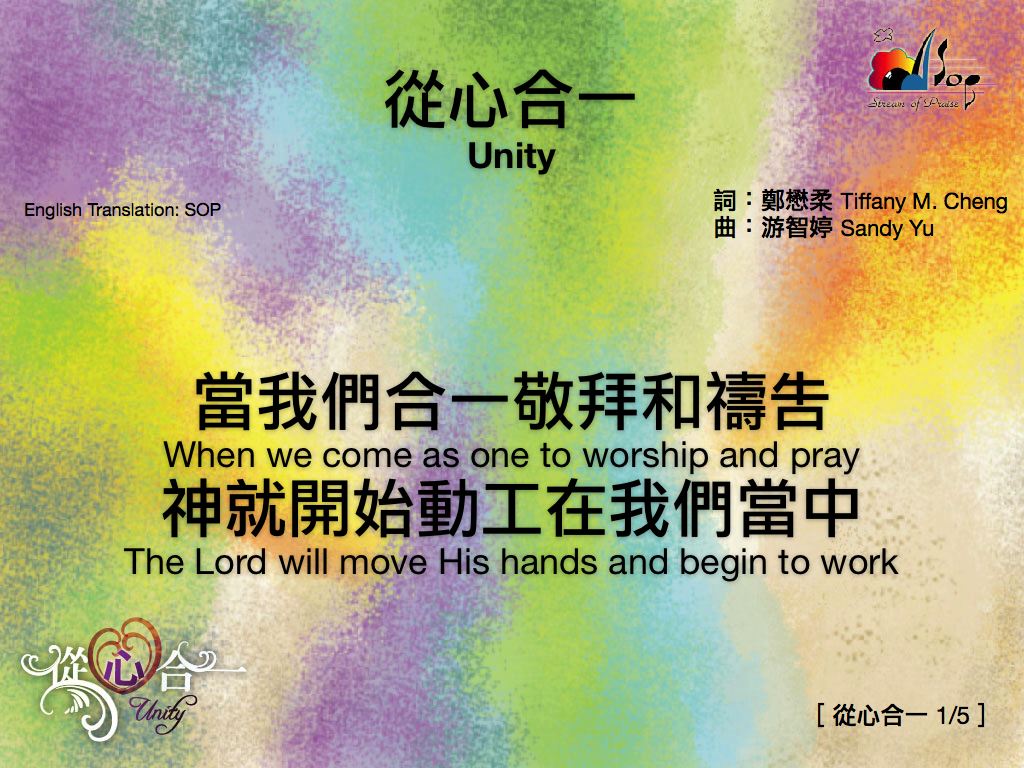 Sop
Stream of Praise
從心合一
Unity
English Translation: SOP
詞：鄭懋柔 Tiffany M. Cheng
曲：游智婷 Sandy Yu
當我們合一敬拜和禱告
When we come as one to worship and pray
神就開始動工在我們當中
The Lord will move His hands and begin to work
從心合一
Unity
[ 從心合一 1/5 ]